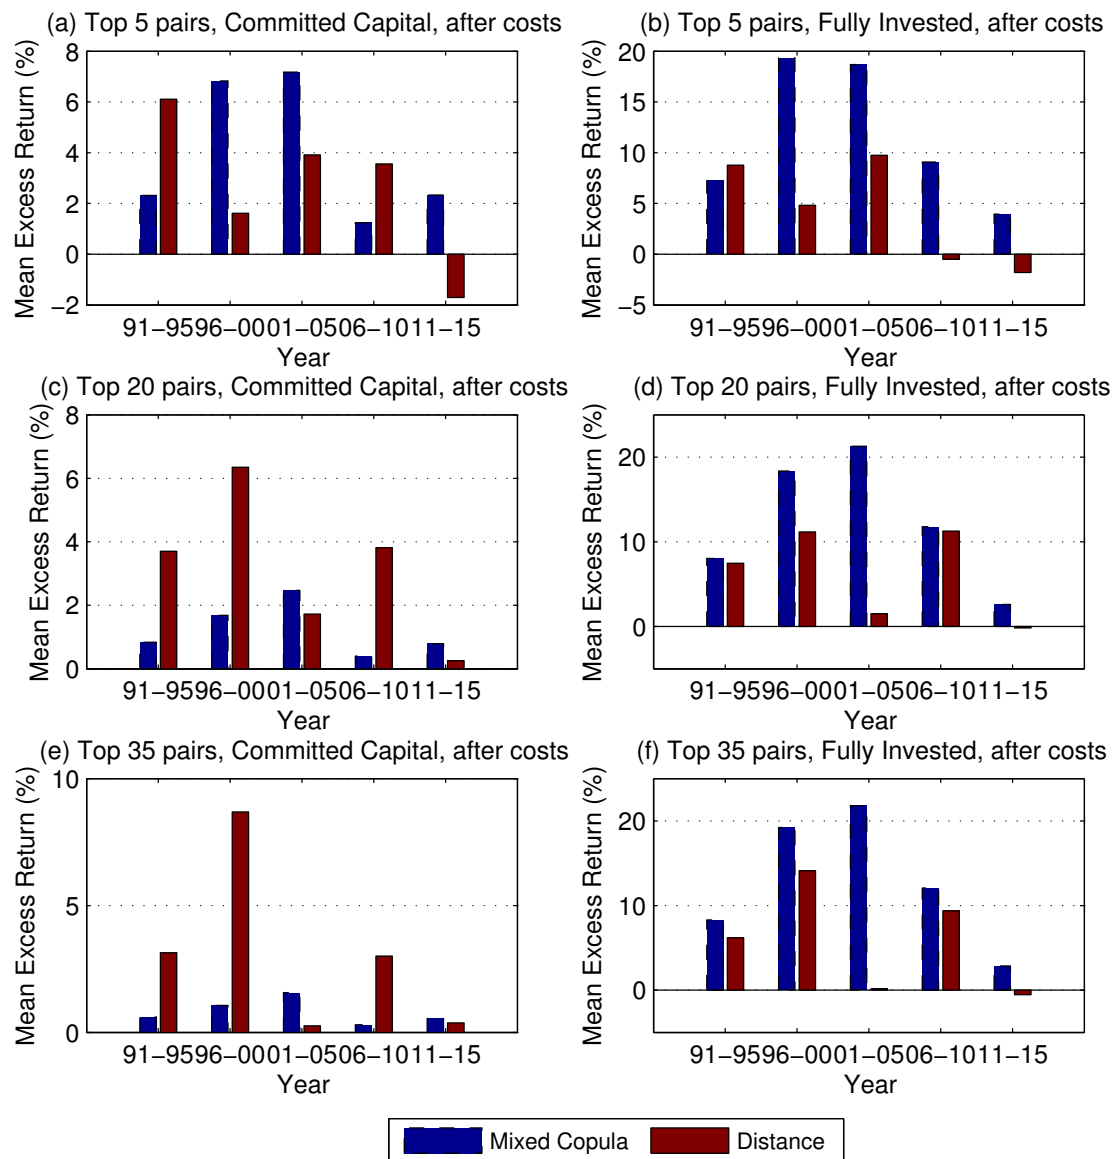 (a) Top 5 pairs, Committed Capital, after costs
Mean Excess Return (%)
8
6
4
2
0
−2
91−95 96−00 01−05 06−10 11−15
Year
(b) Top 5 pairs, Fully Invested, after costs
Mean Excess Return (%)
20
15
10
5
0
−5
91−95 96−00 01−05 06−10 11−15
Year
(c) Top 20 pairs, Committed Capital, after costs
Mean Excess Return (%)
8
6
4
2
0
91−95 96−00 01−05 06−10 11−15
Year
(d) Top 20 pairs, Fully Invested, after costs
Mean Excess Return (%)
20
10
0
91−95 96−00 01−05 06−10 11−15
Year
(e) Top 35 pairs, Committed Capital, after costs
Mean Excess Return (%)
10
5
0
91−95 96−00 01−05 06−10 11−15
Year
(f) Top 35 pairs, Fully Invested, after costs
Mean Excess Return (%)
20
10
0
91−95 96−00 01−05 06−10 11−15
Year
Mixed Copula
Distance